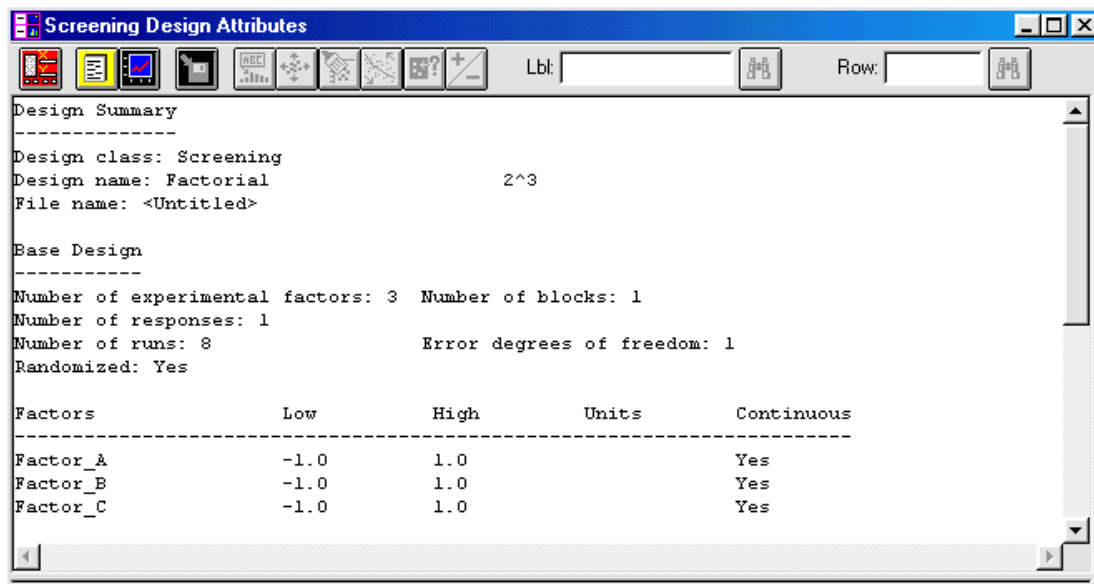 Screening Design Attributes
ABC Lbl: Row:
Design Summary
--------------
Design class: Screening
Design name: Factorial 2^3
File name: <Untitled>
Base Design
-----------
Number of experimental factors: 3 Number of blocks: 1
Number of responses: 1
Number of runs: 8 Error degrees of freedom: 1
Randomized: Yes
Factors Low High Units Continuous
------------------------------------------------------------------------
Factor_A -1.0 1.0 Yes
Factor_B -1.0 1.0 Yes
Factor_C -1.0 1.0 Yes